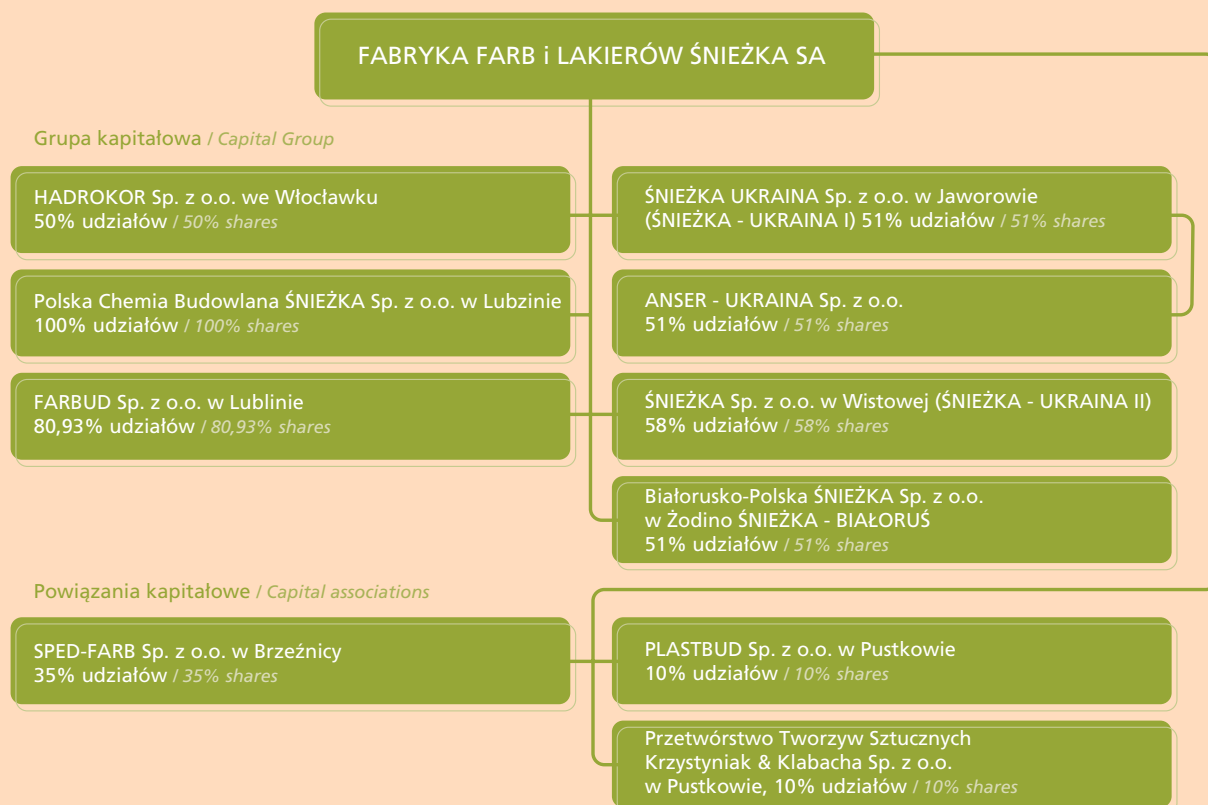 FABRYKA FARB i LAKIERÓW ŚNIEŻKA SA
Grupa kapitałowa / Capital Group
HADROKOR Sp. z o.o. we Włocławku
50% udziałów / 50% shares
ŚNIEŻKA UKRAINA Sp. z o.o. w Jaworowie
(ŚNIEŻKA - UKRAINA I) 51% udziałów / 51% shares
Polska Chemia Budowlana ŚNIEŻKA Sp. z o.o. w Lubzinie
100% udziałów / 100% shares
ANSER - UKRAINA Sp. z o.o.
51% udziałów / 51% shares
FARBUD Sp. z o.o. w Lublinie
80,93% udziałów / 80,93% shares
ŚNIEŻKA Sp. z o.o. w Wistowej (ŚNIEŻKA - UKRAINA II)
58% udziałów / 58% shares
Białorusko-Polska ŚNIEŻKA Sp. z o.o.
w Żodino ŚNIEŻKA - BIAŁORUŚ
51% udziałów / 51% shares
Powiązania kapitałowe / Capital associations
SPED-FARB Sp. z o.o. w Brzeźnicy
35% udziałów / 35% shares
PLASTBUD Sp. z o.o. w Pustkowie
10% udziałów / 10% shares
Przetwórstwo Tworzyw Sztucznych
Krzystyniak & Klabacha Sp. z o.o.
w Pustkowie, 10% udziałów / 10% shares